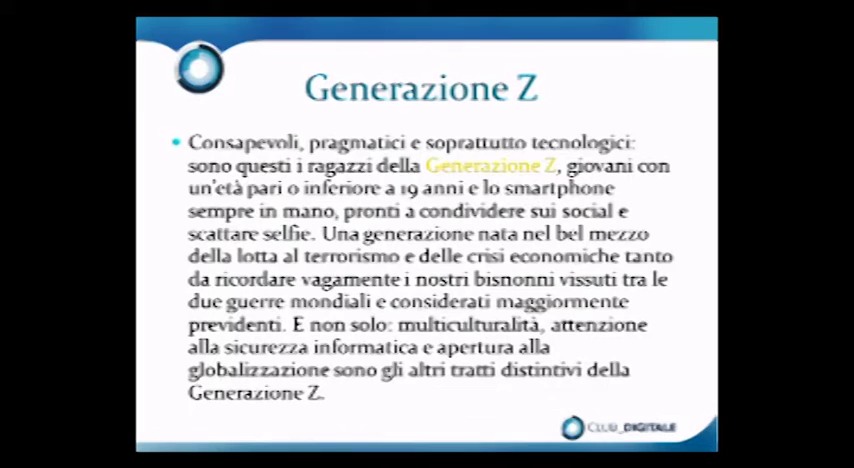 Generazione Z
Consapevoli, pragmatici e soprattutto tecnologici:
sono questi i ragazzi della Generazione Z, giovani con
un'età pari o inferiore a 19 anni e lo smartphone
sempre in mano, pronti a condividere sui social e
scattare selfie. Una generazione nata nel bel mezzo
della lotta al terrorismo e delle crisi economiche tanto
da ricordare vagamente i nostri bisnonni vissuti tra le
due guerre mondiali e considerati maggiormente
previdenti. E non solo: multiculturalità, attenzione
alla sicurezza informatica e apertura alla
globalizzazione sono gli altri tratti distintivi della
Generazione Z.
CLUB_DIGITALE